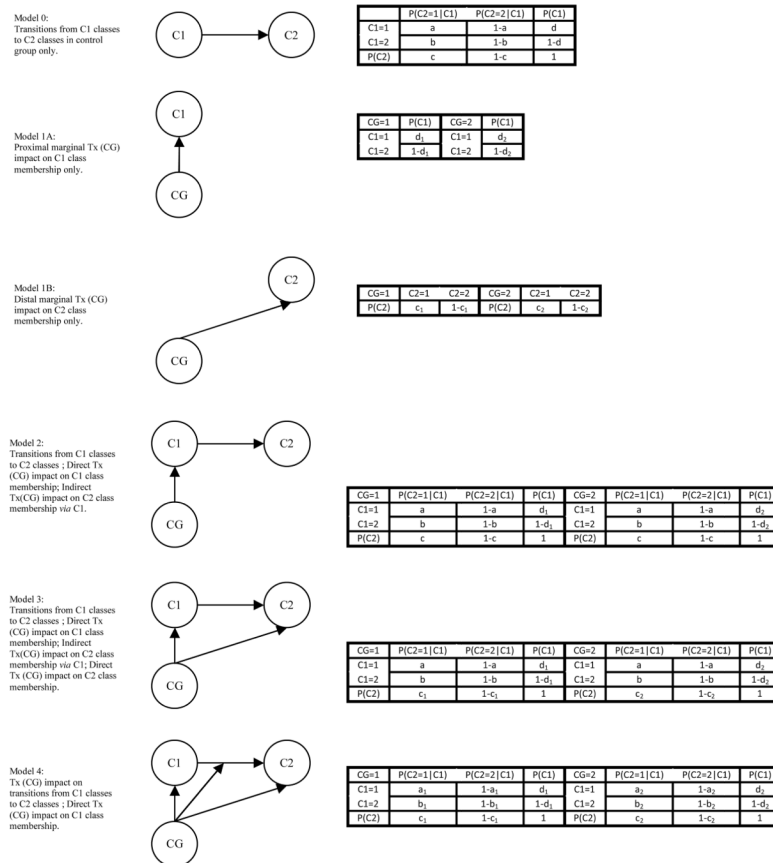 Model 0:
Transitions from C1 classes
to C2 classes in control
group only.
C1
C2
P(C2=1|C1) P(C2=2|C1) P(C1)
C1=1 a 1-a d
C1=2 b 1-b 1-d
P(C2) c 1-c 1
Model 1A:
Proximal marginal Tx (CG)
impact on C1 class
membership only.
C1
CG
CG=1 P(C1) CG=2 P(C1)
C1=1 d₁ C1=1 d₂
C1=2 1-d₁ C1=2 1-d₂
Model 1B:
Distal marginal Tx (CG)
impact on C2 class
membership only.
C2
CG
CG=1 C2=1 C2=2 CG=2 C2=1 C2=2
P(C2) c₁ 1-c₁ P(C2) c₂ 1-c₂
Model 2:
Transitions from C1 classes
to C2 classes ; Direct Tx
(CG) impact on C1 class
membership; Indirect
Tx(CG) impact on C2 class
membership via C1.
C1
C2
CG
CG=1 P(C2=1|C1) P(C2=2|C1) P(C1) CG=2 P(C2=1|C1) P(C2=2|C1) P(C1)
C1=1 a 1-a d₁ C1=1 a 1-a d₂
C1=2 b 1-b 1-d₁ C1=2 b 1-b 1-d₂
P(C2) c 1-c 1 P(C2) c 1-c 1
Model 3:
Transitions from C1 classes
to C2 classes ; Direct Tx
(CG) impact on C1 class
membership; Indirect
Tx(CG) impact on C2 class
membership via C1; Direct
Tx (CG) impact on C2 class
membership.
C1
C2
CG
CG=1 P(C2=1|C1) P(C2=2|C1) P(C1) CG=2 P(C2=1|C1) P(C2=2|C1) P(C1)
C1=1 a 1-a d₁ C1=1 a 1-a d₂
C1=2 b 1-b 1-d₁ C1=2 b 1-b 1-d₂
P(C2) c₁ 1-c₁ 1 P(C2) c₂ 1-c₂ 1
Model 4:
Tx (CG) impact on
transitions from C1 classes
to C2 classes ; Direct Tx
(CG) impact on C1 class
membership.
C1
C2
CG
CG=1 P(C2=1|C1) P(C2=2|C1) P(C1) CG=2 P(C2=1|C1) P(C2=2|C1) P(C1)
C1=1 a₁ 1-a₁ d₁ C1=1 a₂ 1-a₂ d₂
C1=2 b₁ 1-b₁ 1-d₁ C1=2 b₂ 1-b₂ 1-d₂
P(C2) c₁ 1-c₁ 1 P(C2) c₂ 1-c₂ 1